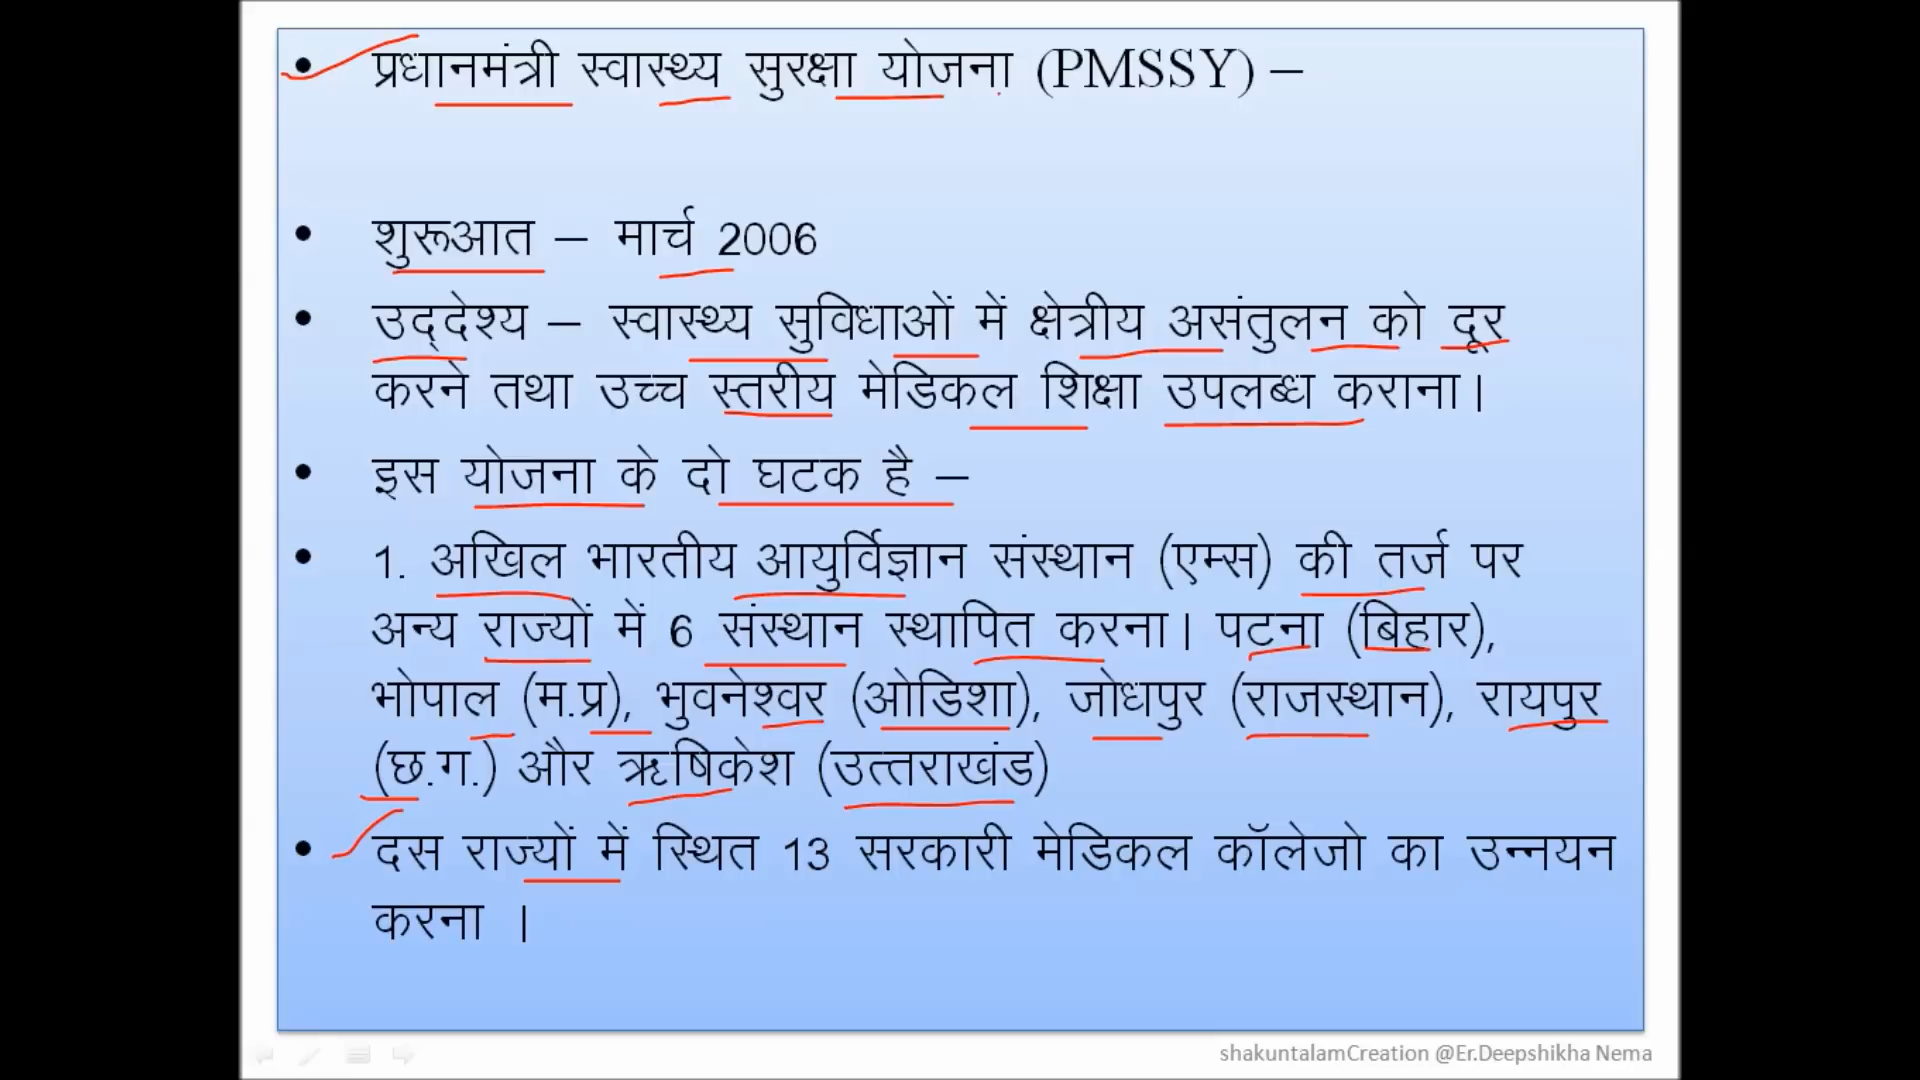 • प्रधानमंत्री स्वास्थ्य सुरक्षा योजना (PMSSY) –
• शुरूआत – मार्च 2006
• उद्देश्य – स्वास्थ्य सुविधाओं में क्षेत्रीय असंतुलन को दूर
करने तथा उच्च स्तरीय मेडिकल शिक्षा उपलब्ध कराना।
• इस योजना के दो घटक है –
• 1. अखिल भारतीय आयुर्विज्ञान संस्थान (एम्स) की तर्ज पर
अन्य राज्यों में 6 संस्थान स्थापित करना। पटना (बिहार),
भोपाल (म.प्र), भुवनेश्वर (ओडिशा), जोधपुर (राजस्थान), रायपुर
(छ.ग.) और ऋषिकेश (उत्तराखंड)
• दस राज्यों में स्थित 13 सरकारी मेडिकल कॉलेजो का उन्नयन
करना ।
shakuntalamCreation @Er.Deepshikha Nema